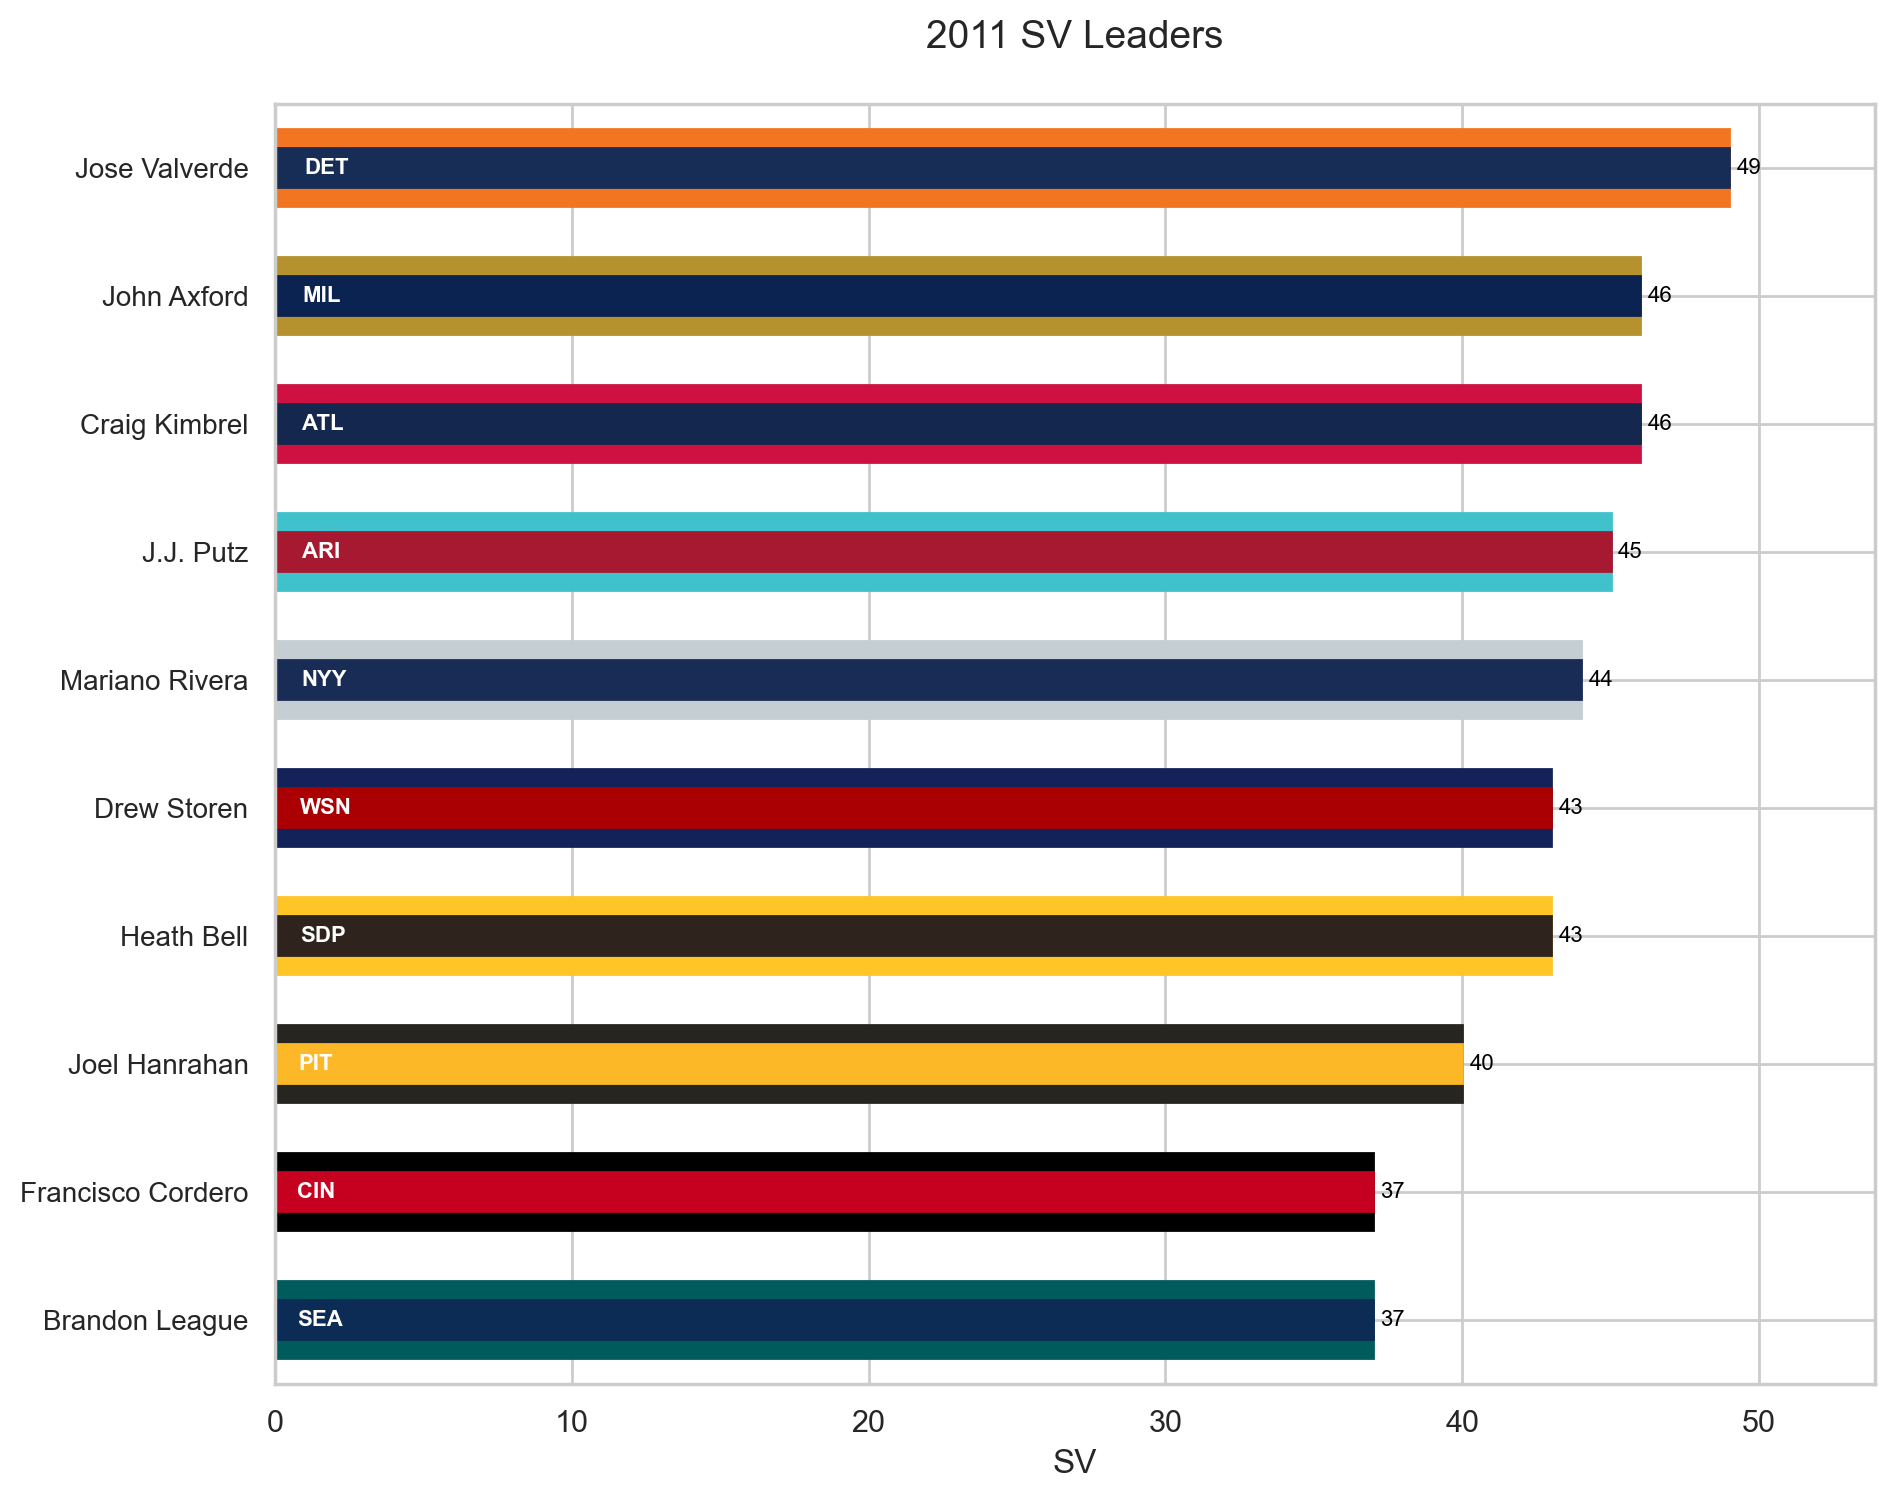 2011 SV Leaders
Jose Valverde DET 49
John Axford MIL 46
Craig Kimbrel ATL 46
J.J. Putz ARI 45
Mariano Rivera NYY 44
Drew Storen WSN 43
Heath Bell SDP 43
Joel Hanrahan PIT 40
Francisco Cordero CIN 37
Brandon League SEA 37
0 10 20 30 40 50
SV